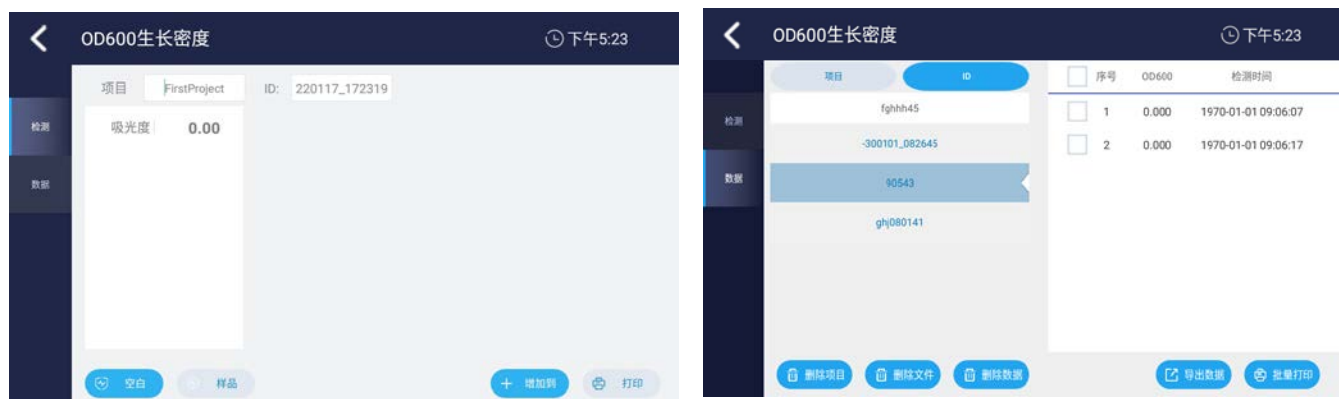 OD600生长密度
下午5:23
检测
数据
项目 FirstProject ID: 220117_172319
吸光度 0.00
空白 样品 增加到 打印
OD600生长密度
下午5:23
检测
数据
项目 ID
fghhh45
-300101_082645
90543
ghj080141
序号 OD600 检测时间
1 0.000 1970-01-01 09:06:07
2 0.000 1970-01-01 09:06:17
删除项目 删除文件 删除数据 导出数据 批量打印